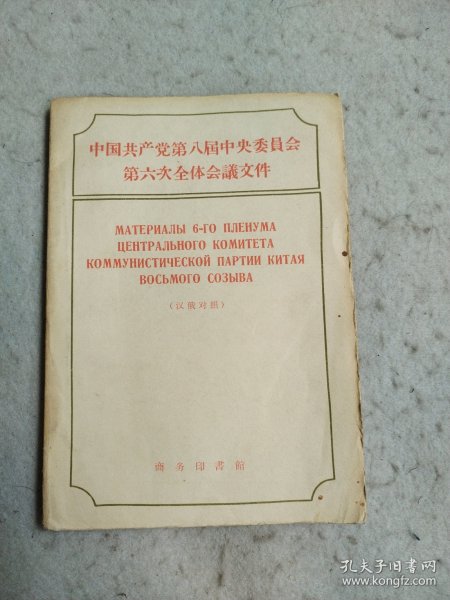 中国共产党第八屆中央委員会
第六次全体会議文件
МАТЕРИАЛЫ 6-ГО ПЛЕНУМА
ЦЕНТРАЛЬНОГО КОМИТЕТА
КОММУНИСТИЧЕСКОЙ ПАРТИИ КИТАЯ
ВОСЬМОГО СОЗЫВА
(汉俄对照)
商务印書館
孔夫子旧书网
www.kongfz.com